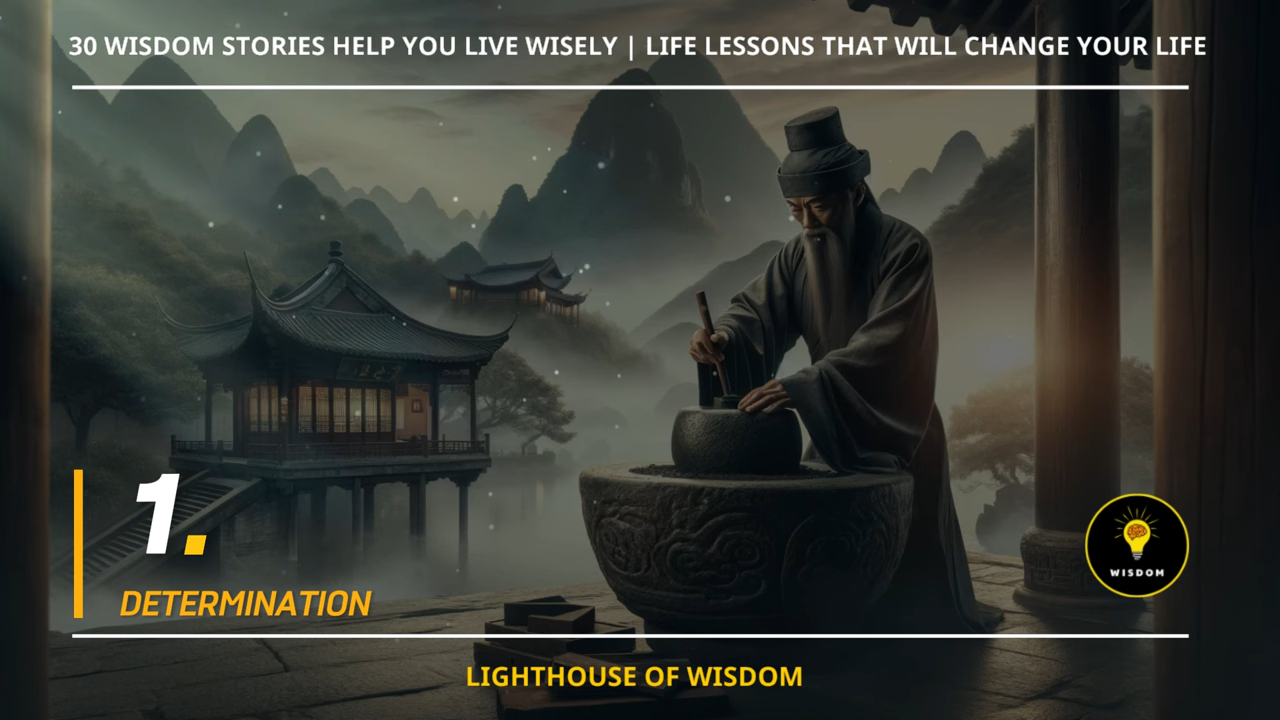 30 WISDOM STORIES HELP YOU LIVE WISELY | LIFE LESSONS THAT WILL CHANGE YOUR LIFE
1.
DETERMINATION
WISDOM
LIGHTHOUSE OF WISDOM